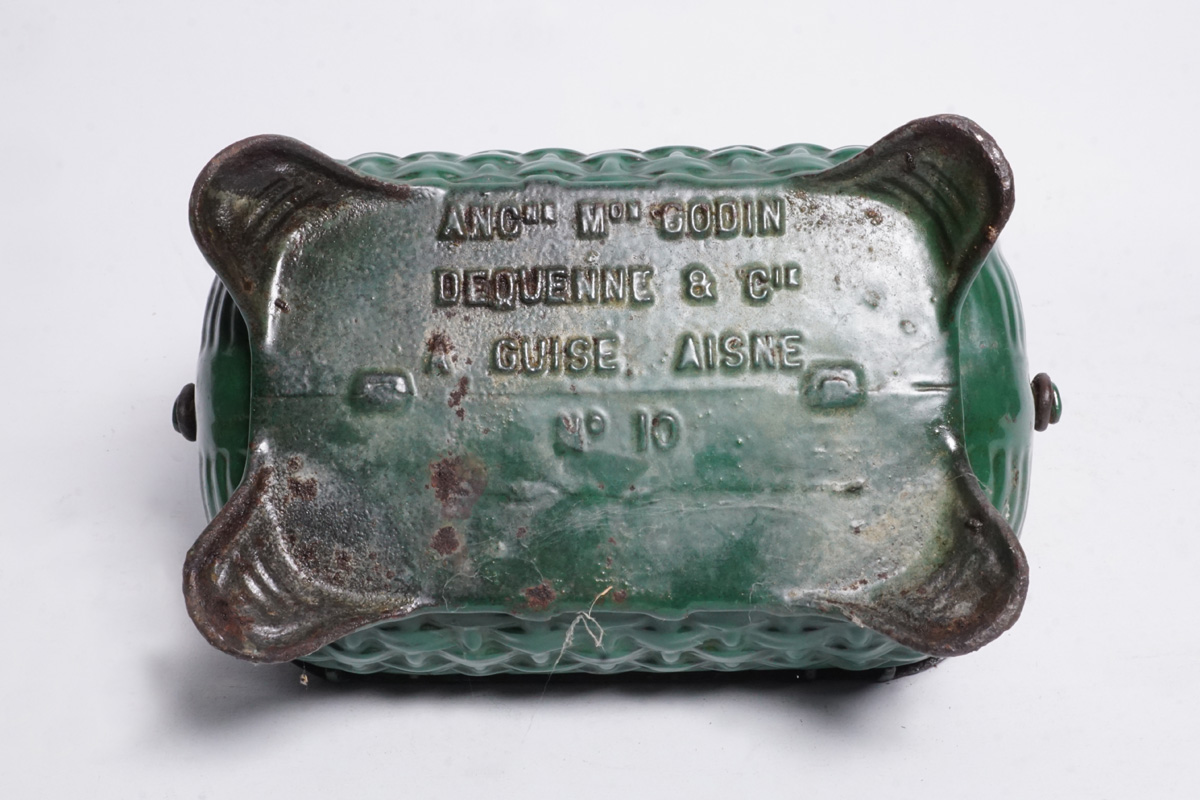 ANCNE MON GODIN
DEQUENNE & CIE
A GUISE, AISNE
NO 10